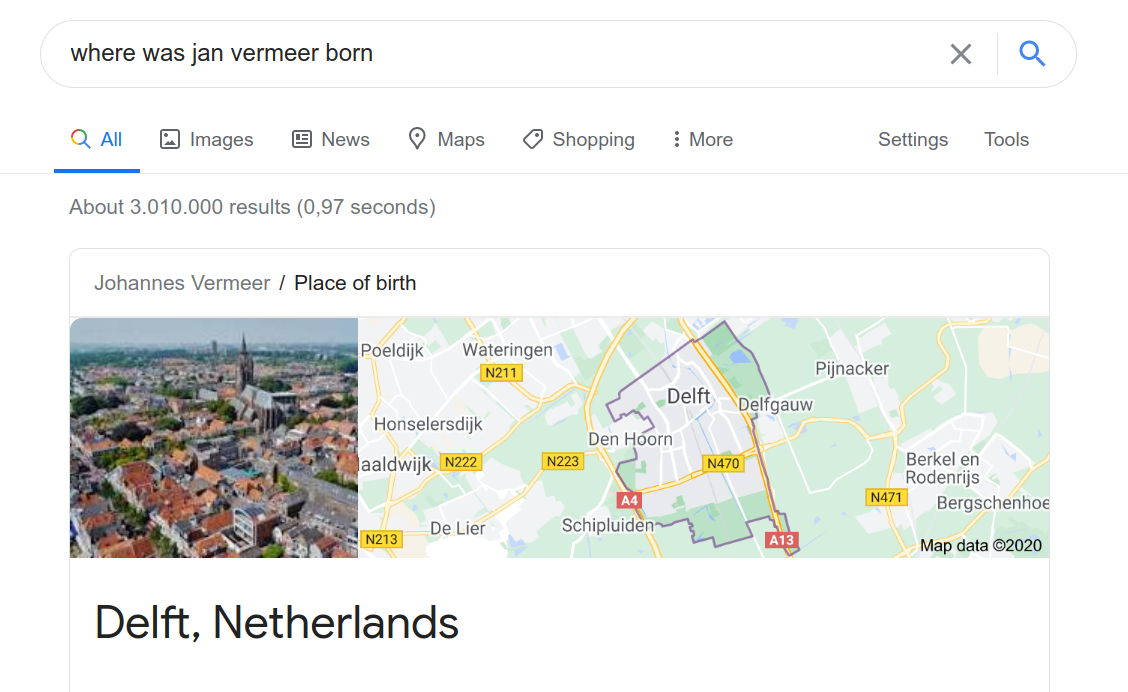 where was jan vermeer born
All Images News Maps Shopping More Settings Tools
About 3.010.000 results (0,97 seconds)
Johannes Vermeer / Place of birth
Poeldijk Wateringen
N211
Pijnacker
Delft
Delfgauw
Honselersdijk
Den Hoorn
aaldwijk N222 N223 N470
Berkel en
Rodenrijs
N471
A4
Bergschenhoe
De Lier Schipluiden
N213 A13
Map data ©2020
Delft, Netherlands